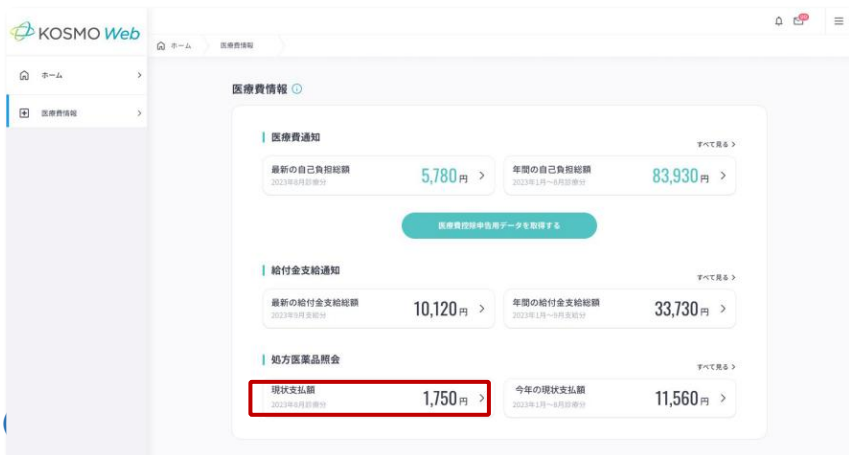 KOSMO Web
ホーム
医療費情報
ホーム
医療費情報
医療費情報
医療費通知
すべて見る
最新の自己負担総額
2023年8月診療分
5,780円
年間の自己負担総額
2023年1月〜8月診療分
83,930円
医療費控除申告用データを取得する
給付金支給通知
すべて見る
最新の給付金支給総額
2023年9月支給分
10,120円
年間の給付金支給総額
2023年1月〜9月支給分
33,730円
処方医薬品照会
すべて見る
現状支払額
2023年8月診療分
1,750円
今年の現状支払額
2023年1月〜8月診療分
11,560円